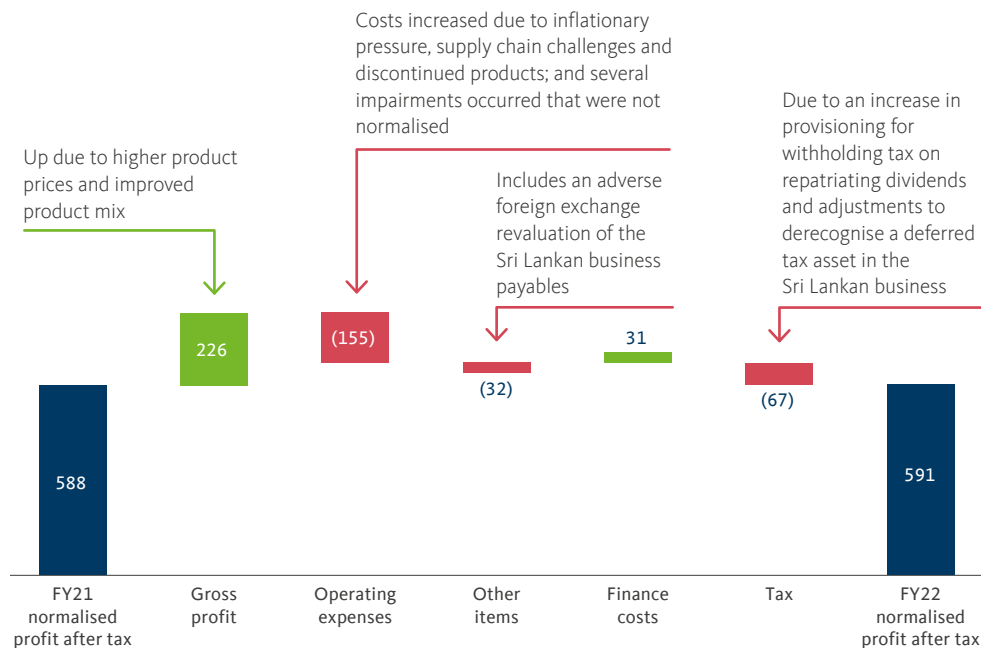 Costs increased due to inflationary
pressure, supply chain challenges and
discontinued products; and several
impairments occurred that were not
normalised
Due to an increase in
provisioning for
withholding tax on
repatriating dividends
and adjustments to
derecognise a deferred
tax asset in the
Sri Lankan business
Up due to higher product
prices and improved
product mix
Includes an adverse
foreign exchange
revaluation of the
Sri Lankan business
payables
588
226
(155)
(32)
31
(67)
591
FY21
normalised
profit after tax
Gross
profit
Operating
expenses
Other
items
Finance
costs
Tax
FY22
normalised
profit after tax